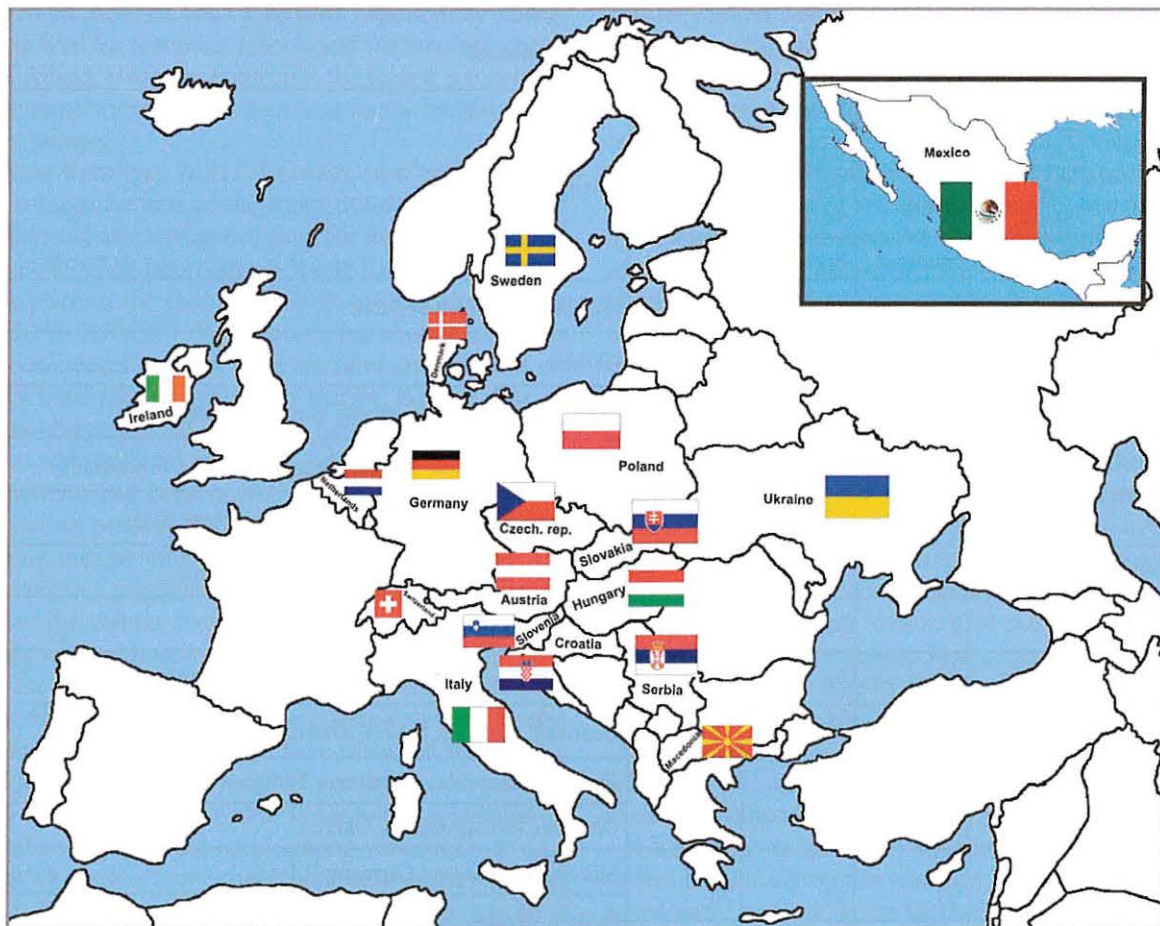 Mexico
Sweden
Denmark
Ireland
Poland
Netherlands
Germany
Ukraine
Czech. rep.
Slovakia
Switzerland
Austria
Hungary
Slovenia
Croatia
Italy
Serbia
Macedonia